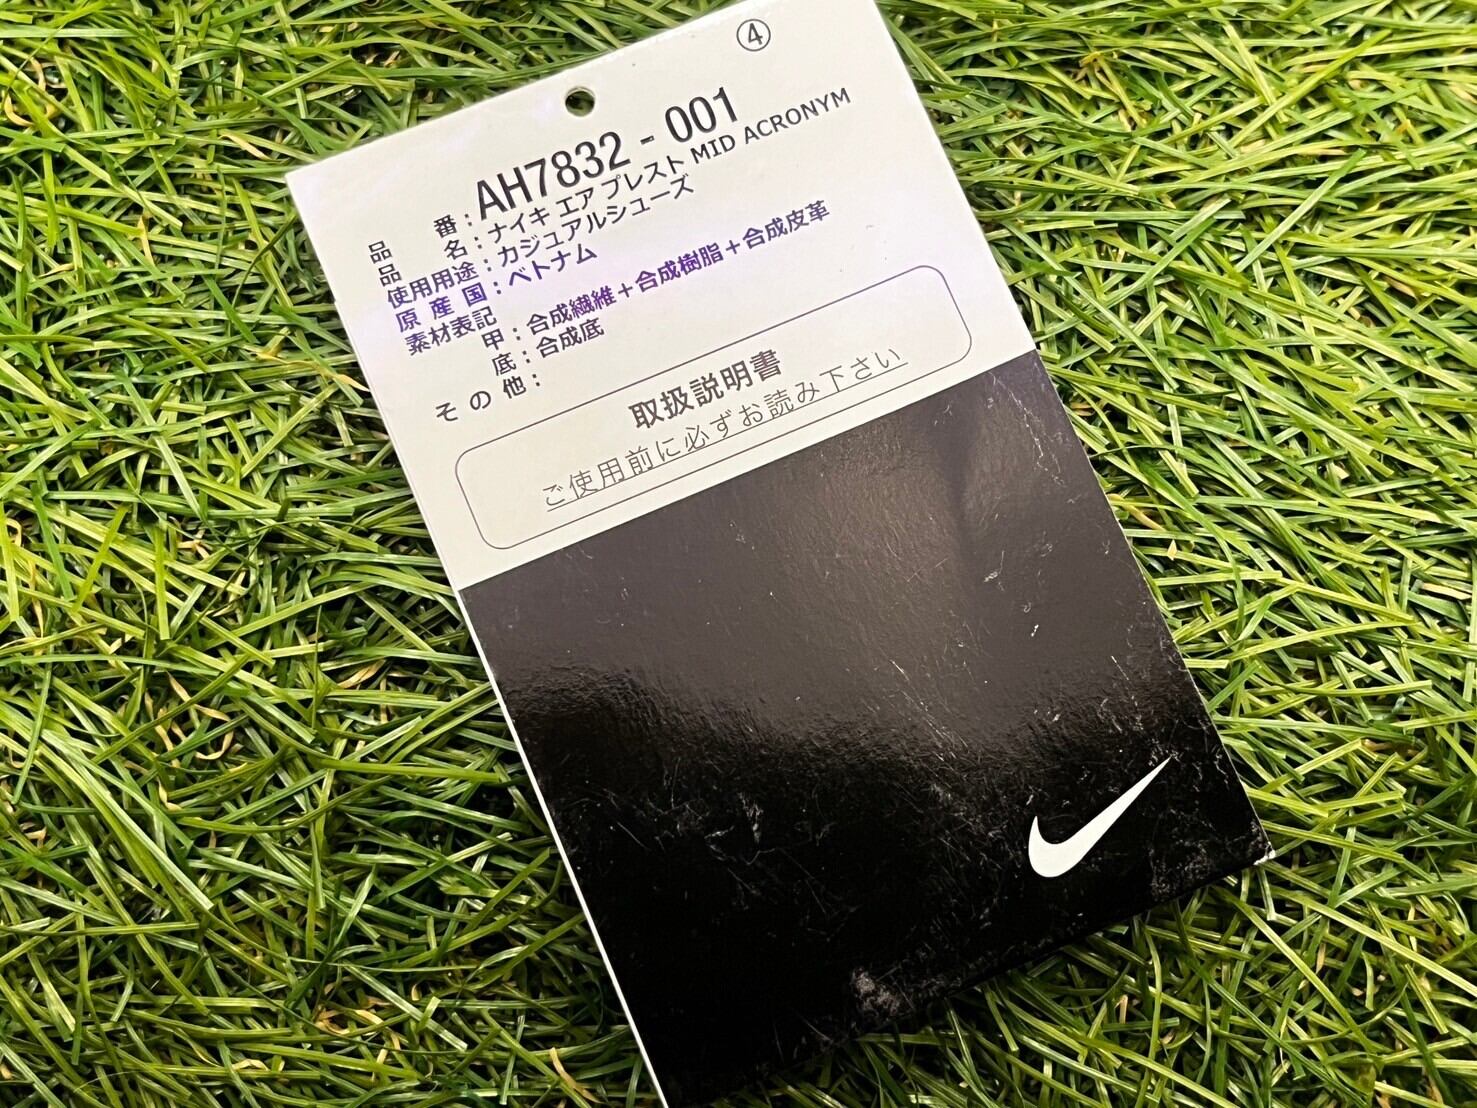 ④
品番：AH7832-001
品名：ナイキ エア プレスト MID ACRONYM
使用用途：カジュアルシューズ
原産国：ベトナム
素材表記
甲：合成繊維＋合成樹脂＋合成皮革
底：合成底
その他：
取扱説明書
ご使用前に必ずお読み下さい